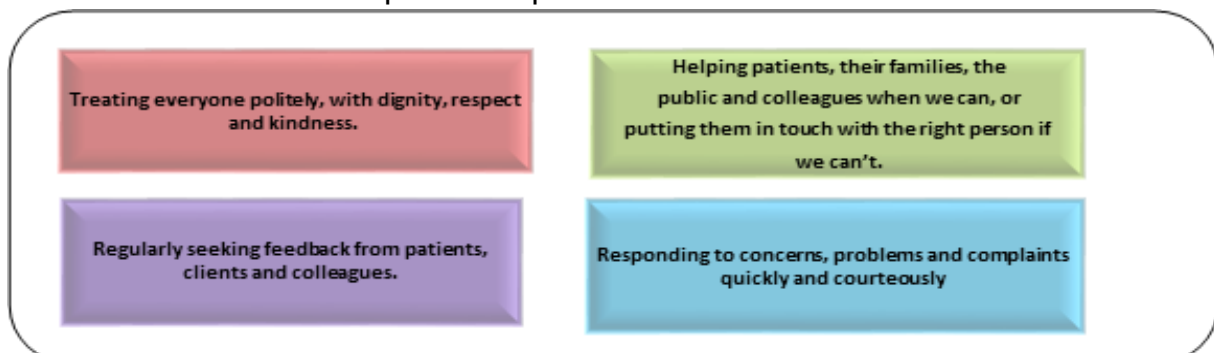 Treating everyone politely, with dignity, respect
and kindness.
Helping patients, their families, the
public and colleagues when we can, or
putting them in touch with the right person if
we can't.
Regularly seeking feedback from patients,
clients and colleagues.
Responding to concerns, problems and complaints
quickly and courteously